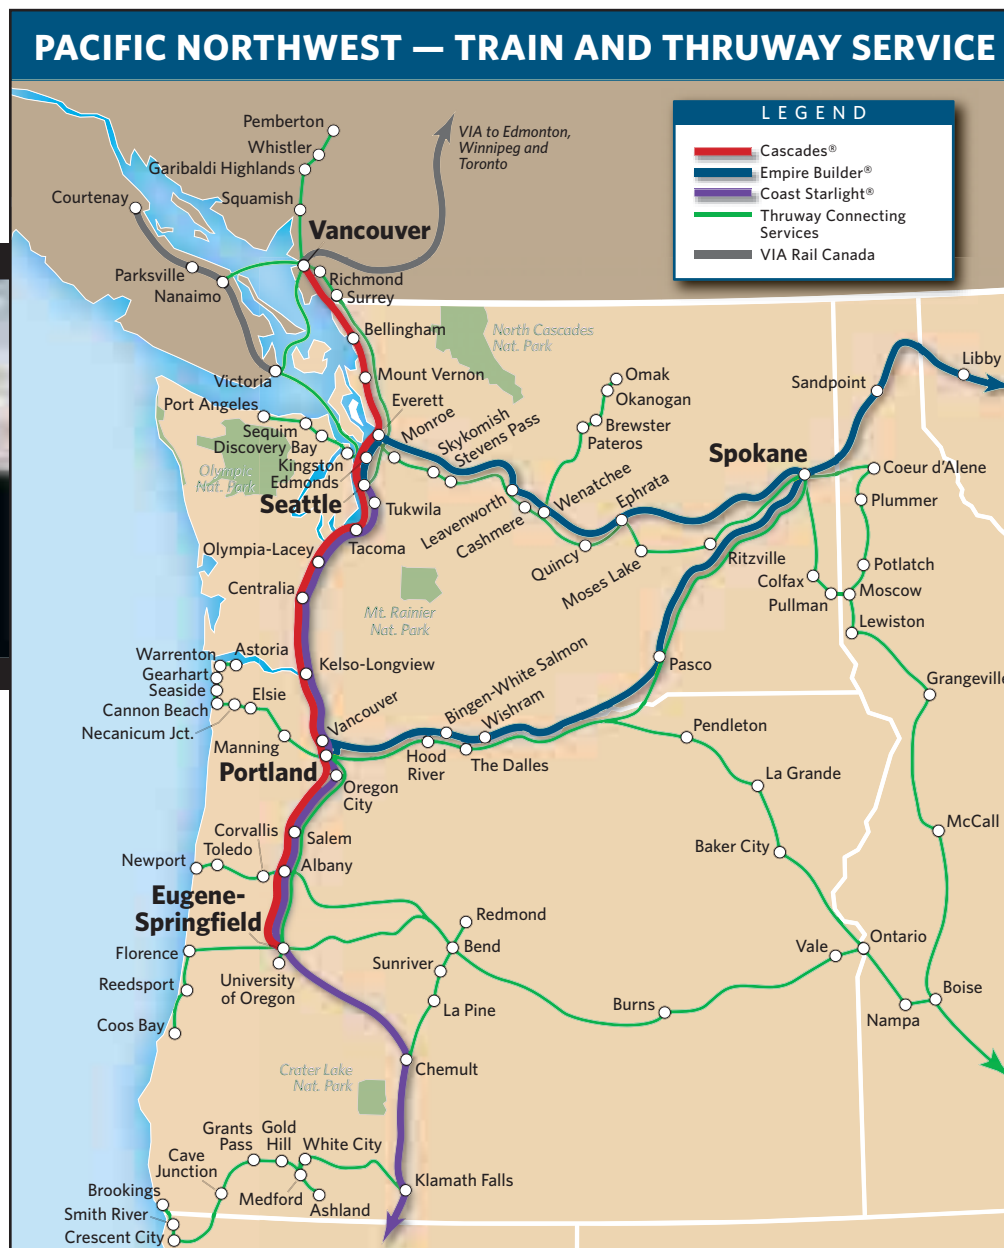 PACIFIC NORTHWEST — TRAIN AND THRUWAY SERVICE
LEGEND
Cascades®
Empire Builder®
Coast Starlight®
Thruway Connecting
Services
VIA Rail Canada
VIA to Edmonton,
Winnipeg and
Toronto
Pemberton
Whistler
Garibaldi Highlands
Squamish
Courtenay
Vancouver
Parksville
Nanaimo
Richmond
Surrey
Bellingham
North Cascades
Nat. Park
Mount Vernon
Victoria
Everett
Port Angeles
Monroe
Sequim
Discovery Bay
Kingston
Edmonds
Olympic
Nat. Park
Seattle
Skykomish
Stevens Pass
Omak
Okanogan
Brewster
Pateros
Sandpoint
Libby
Spokane
Coeur d'Alene
Tukwila
Leavenworth
Cashmere
Wenatchee
Ephrata
Plummer
Tacoma
Olympia-Lacey
Quincy
Moses Lake
Ritzville
Centralia
Colfax
Pullman
Potlatch
Moscow
Lewiston
Mt. Rainier
Nat. Park
Warrenton
Astoria
Gearhart
Seaside
Cannon Beach
Necanicum Jct.
Elsie
Kelso-Longview
Pasco
Grangeville
Vancouver
Bingen-White Salmon
Wishram
Manning
Portland
Hood
River
The Dalles
Pendleton
Oregon
City
La Grande
Corvallis
Toledo
Newport
Salem
Albany
Baker City
McCall
Eugene-
Springfield
Redmond
Bend
Florence
University
of Oregon
Sunriver
Vale
Ontario
Reedsport
La Pine
Burns
Nampa
Boise
Coos Bay
Crater Lake
Nat. Park
Chemult
Grants
Pass
Gold
Hill
White City
Cave
Junction
Medford
Ashland
Klamath Falls
Brookings
Smith River
Crescent City